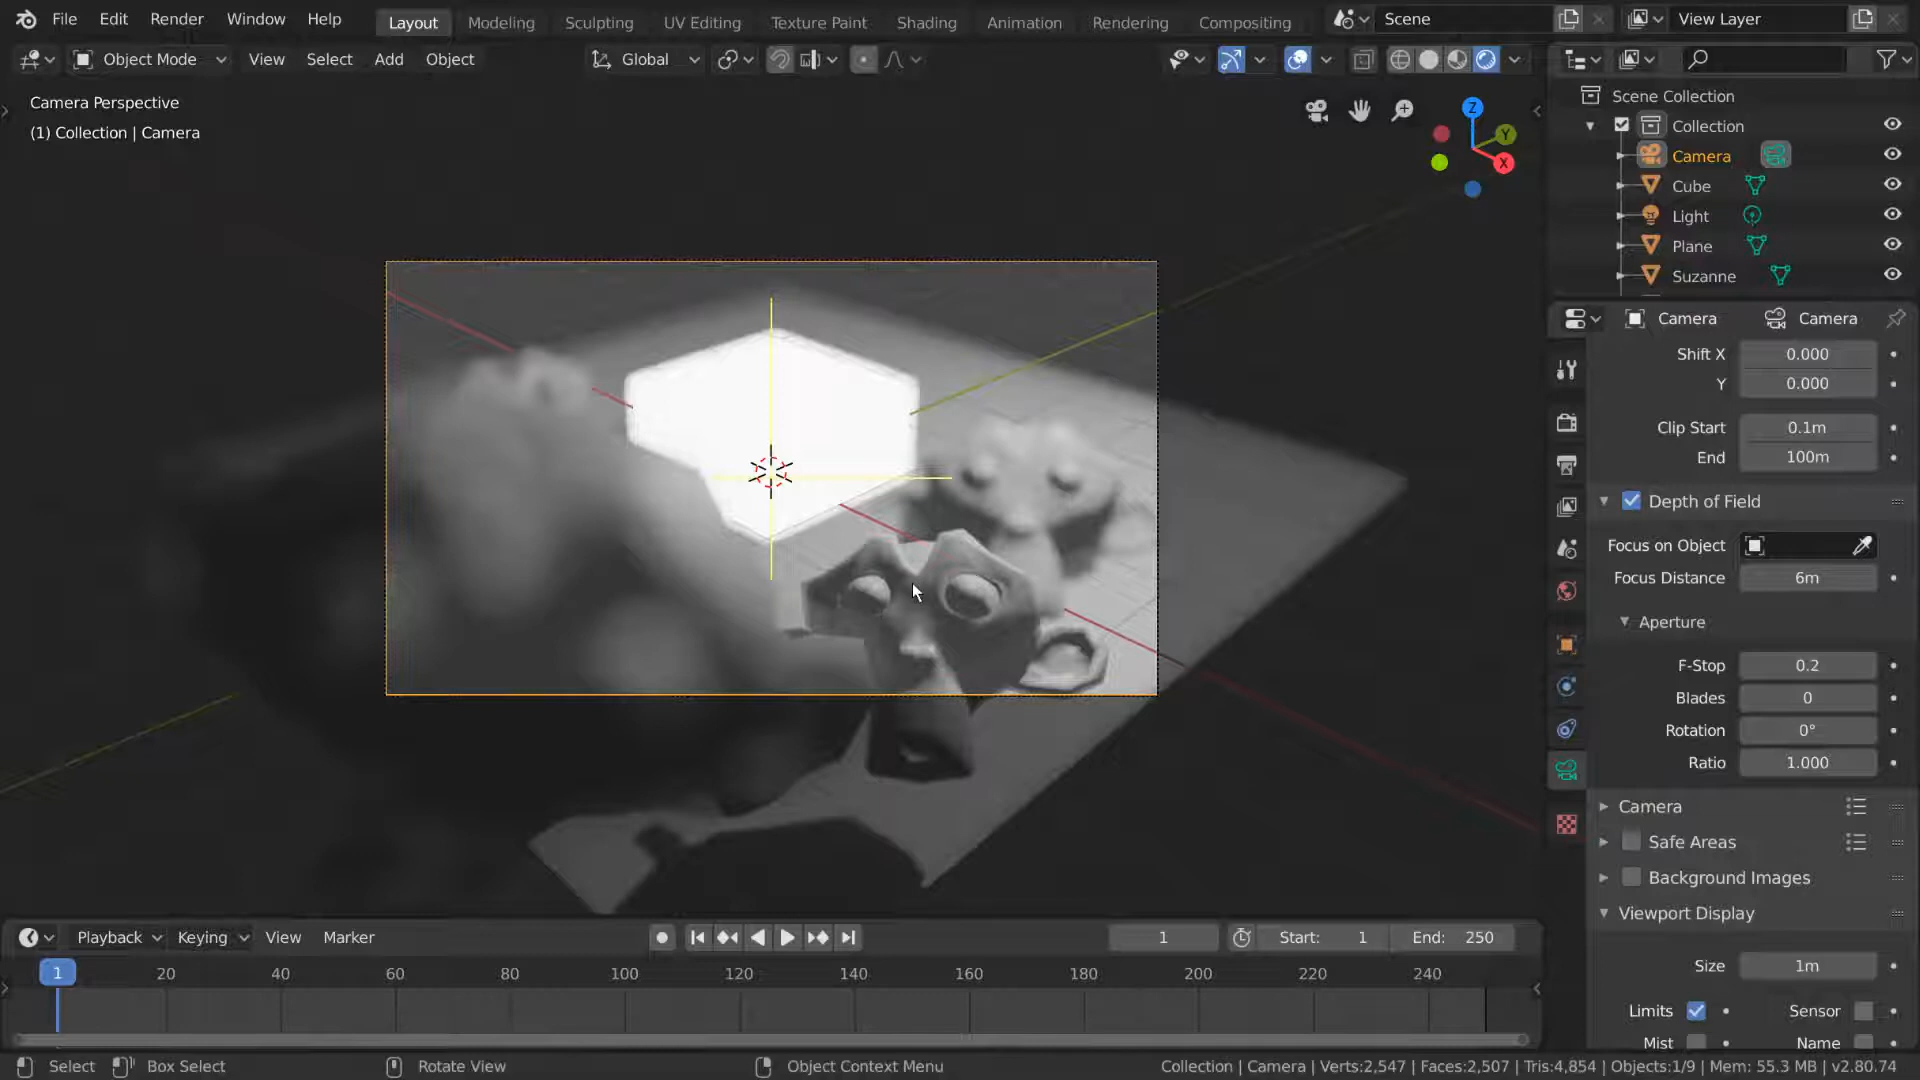 File Edit Render Window Help Layout Modeling Sculpting UV Editing Texture Paint Shading Animation Rendering Compositing Scene View Layer
Object Mode View Select Add Object Global
Camera Perspective
(1) Collection | Camera
Z
Y
X
Scene Collection
Collection
Camera
Cube
Light
Plane
Suzanne
Camera Camera
Shift X 0.000
Y 0.000
Clip Start 0.1m
End 100m
Depth of Field
Focus on Object
Focus Distance 6m
Aperture
F-Stop 0.2
Blades 0
Rotation 0°
Ratio 1.000
Camera
Safe Areas
Background Images
Viewport Display
Size 1m
Limits Sensor
Mist Name
Playback Keying View Marker 1 Start: 1 End: 250
1 20 40 60 80 100 120 140 160 180 200 220 240
Select Box Select Rotate View Object Context Menu Collection | Camera | Verts:2,547 | Faces:2,507 | Tris:4,854 | Objects:1/9 | Mem: 55.3 MB | v2.80.74